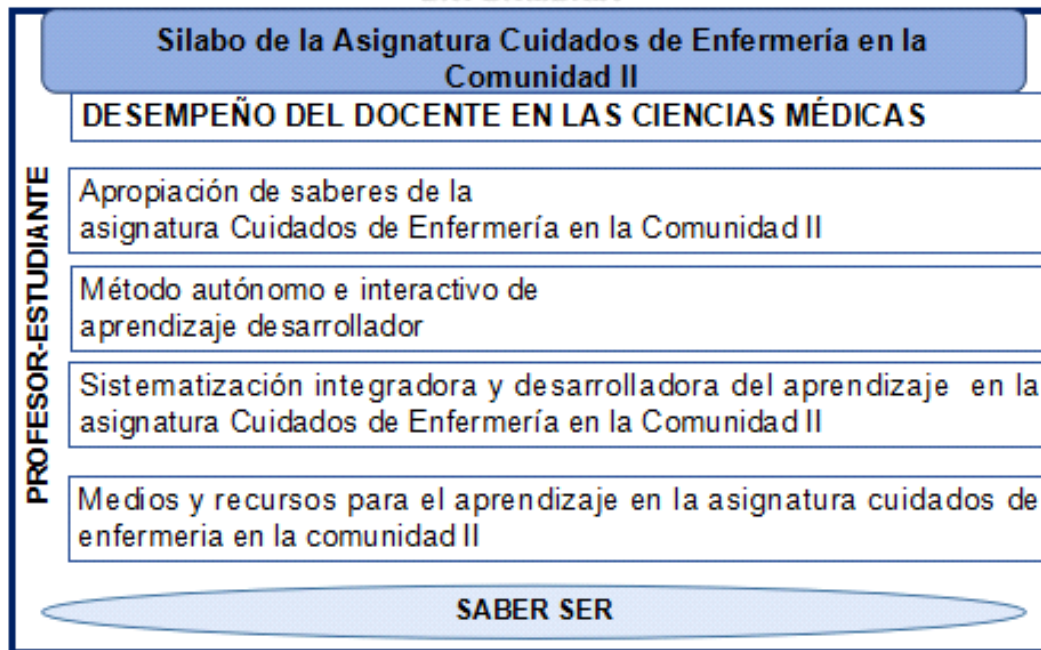 Silabo de la Asignatura Cuidados de Enfermería en la
Comunidad II
DESEMPEÑO DEL DOCENTE EN LAS CIENCIAS MÉDICAS
PROFESOR-ESTUDIANTE
Apropiación de saberes de la
asignatura Cuidados de Enfermería en la Comunidad II
Método autónomo e interactivo de
aprendizaje desarrollador
Sistematización integradora y desarrolladora del aprendizaje en la
asignatura Cuidados de Enfermería en la Comunidad II
Medios y recursos para el aprendizaje en la asignatura cuidados de
enfermeria en la comunidad II
SABER SER